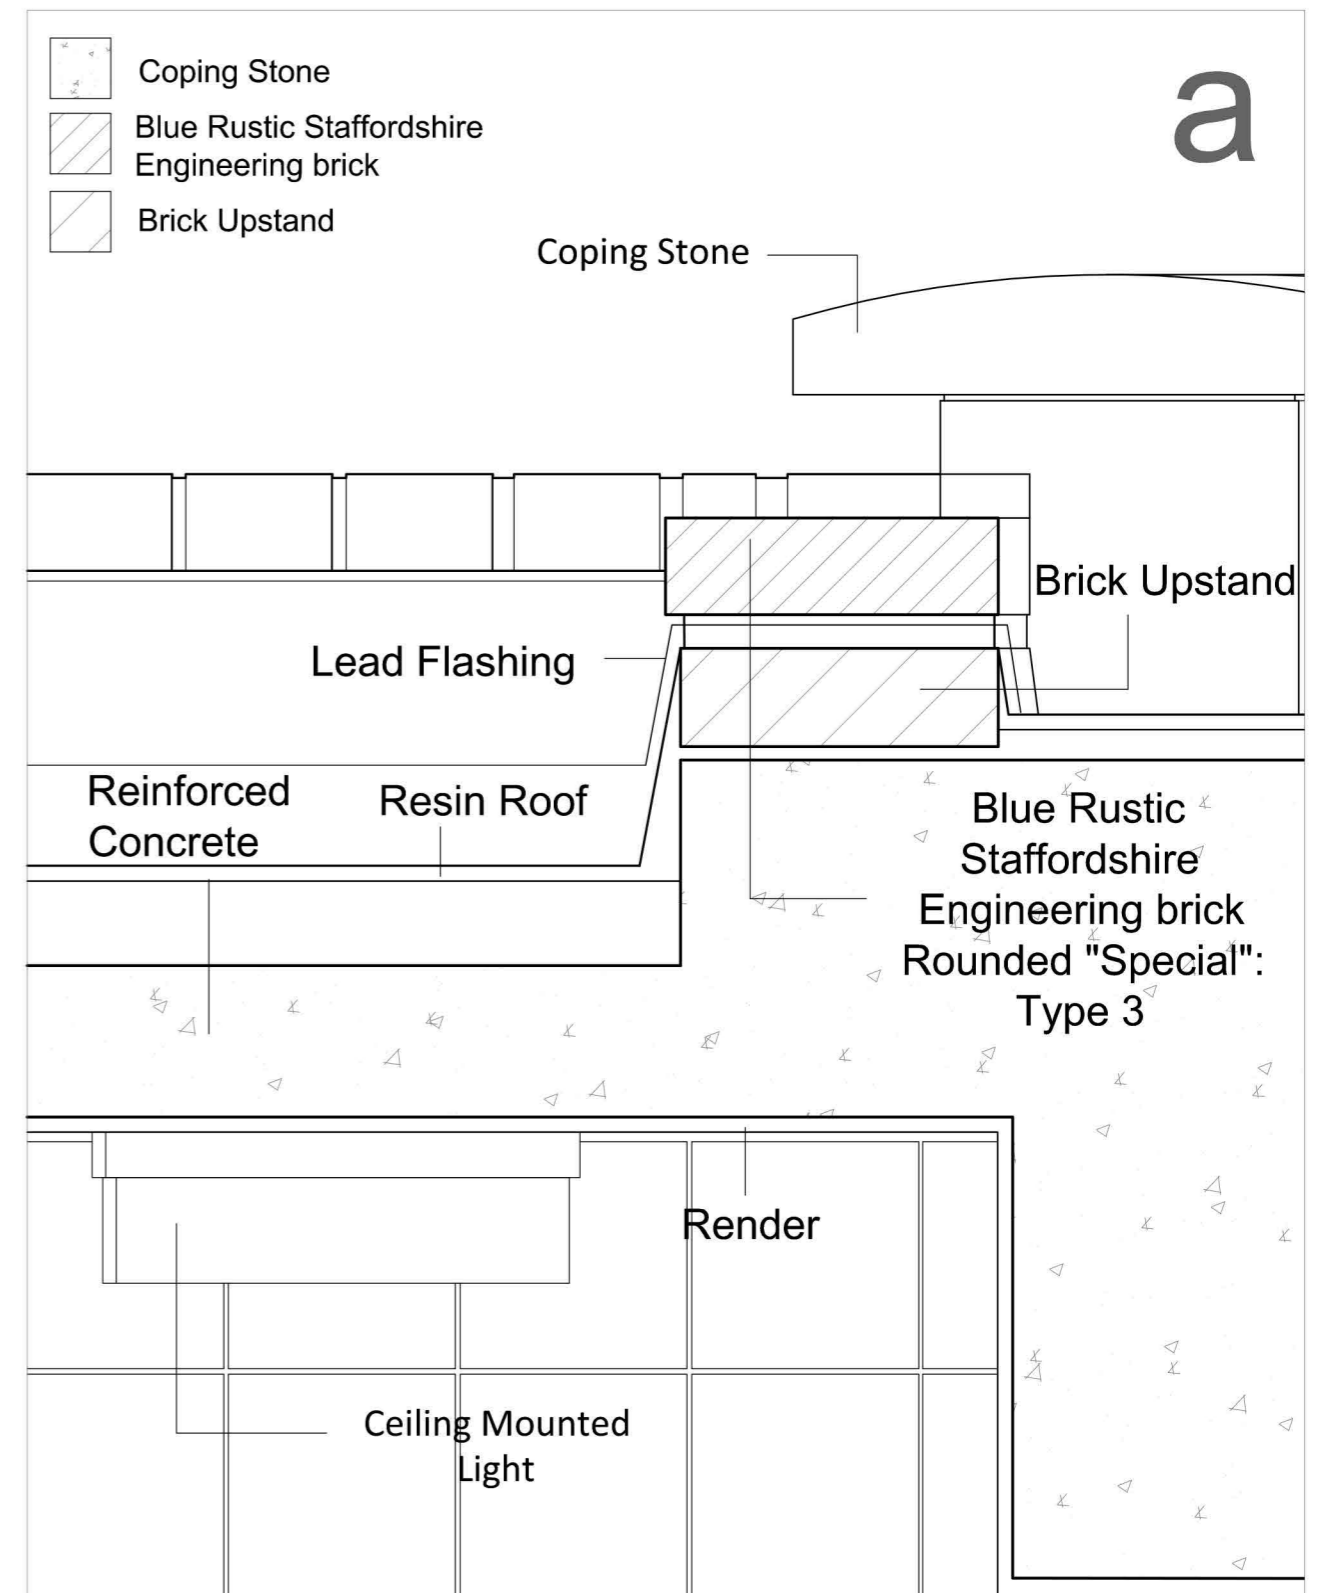 Coping Stone
Blue Rustic Staffordshire
Engineering brick
Brick Upstand
a
Coping Stone
Brick Upstand
Lead Flashing
Reinforced
Concrete
Resin Roof
Blue Rustic
Staffordshire
Engineering brick
Rounded "Special":
Type 3
Render
Ceiling Mounted
Light